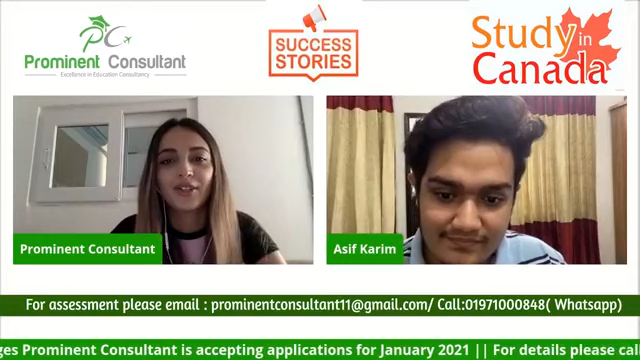 Prominent Consultant
Excellence in Education Consultancy
SUCCESS
STORIES
Study in
Canada
Prominent Consultant
Asif Karim
For assessment please email : prominentconsultant11@gmail.com/ Call:01971000848( Whatsapp)
ges Prominent Consultant is accepting applications for January 2021 || For details please cal